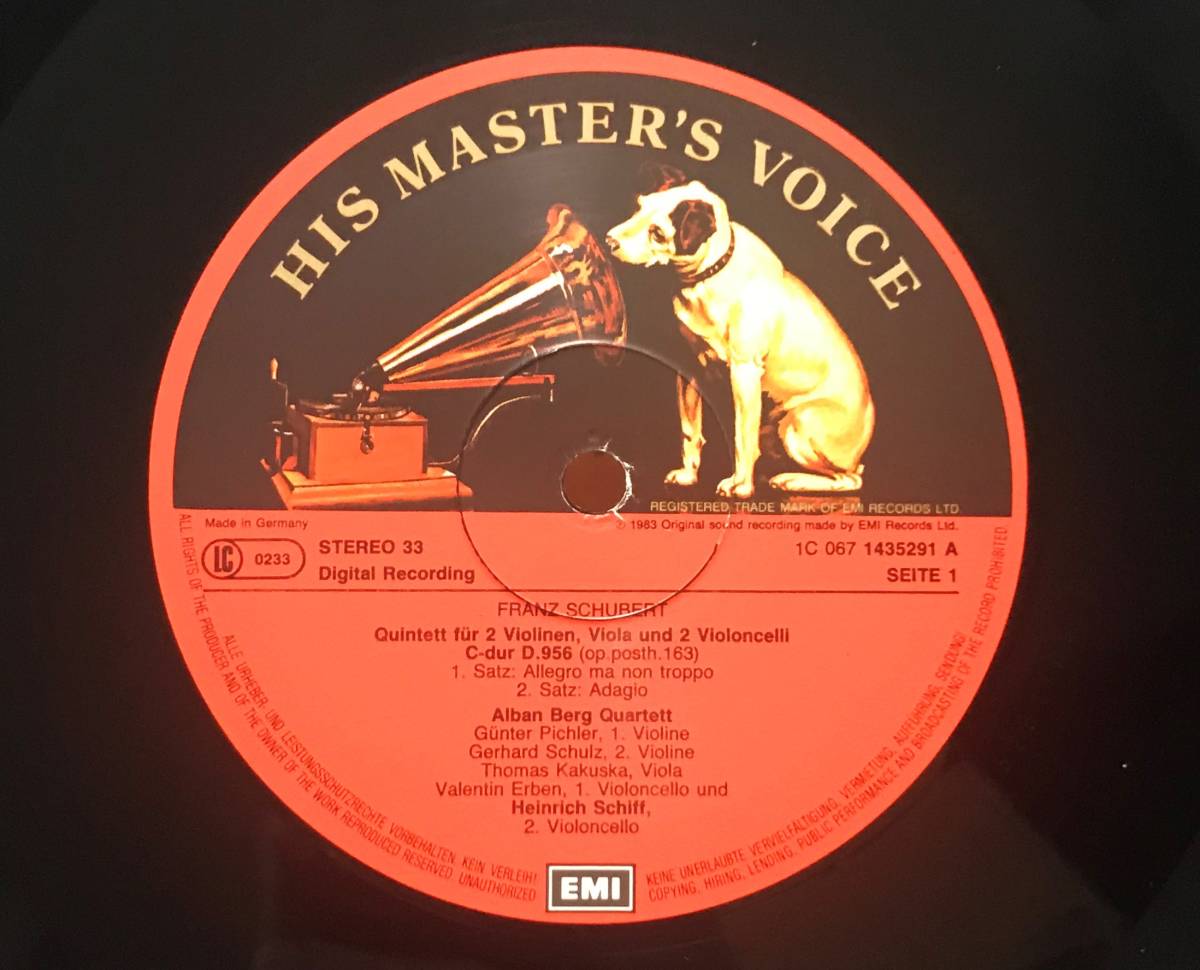 HIS MASTER'S VOICE
REGISTERED TRADE MARK OF EMI RECORDS LTD
Made in Germany
℗ 1983 Original sound recording made by EMI Records Ltd.
LC 0233
STEREO 33
Digital Recording
1C 067 1435291 A
SEITE 1
FRANZ SCHUBERT
Quintett für 2 Violinen, Viola und 2 Violoncelli
C-dur D.956 (op.posth.163)
1. Satz: Allegro ma non troppo
2. Satz: Adagio
Alban Berg Quartett
Günter Pichler, 1. Violine
Gerhard Schulz, 2. Violine
Thomas Kakuska, Viola
Valentin Erben, 1. Violoncello und
Heinrich Schiff,
2. Violoncello
ALLE URHEBER, UND LEISTUNGSSCHUTZRECHTE VORBEHALTEN. KEIN VERLEIH!
KEINE UNERLAUBTE VERVIELFÄLTIGUNG, VERMIETUNG, AUFFÜHRUNG, SENDUNG!
ALL RIGHTS OF THE PRODUCER AND OF THE OWNER OF THE WORK REPRODUCED RESERVED. UNAUTHORIZED
COPYING, HIRING, LENDING, PUBLIC PERFORMANCE AND BROADCASTING OF THE RECORD PROHIBITED.
EMI